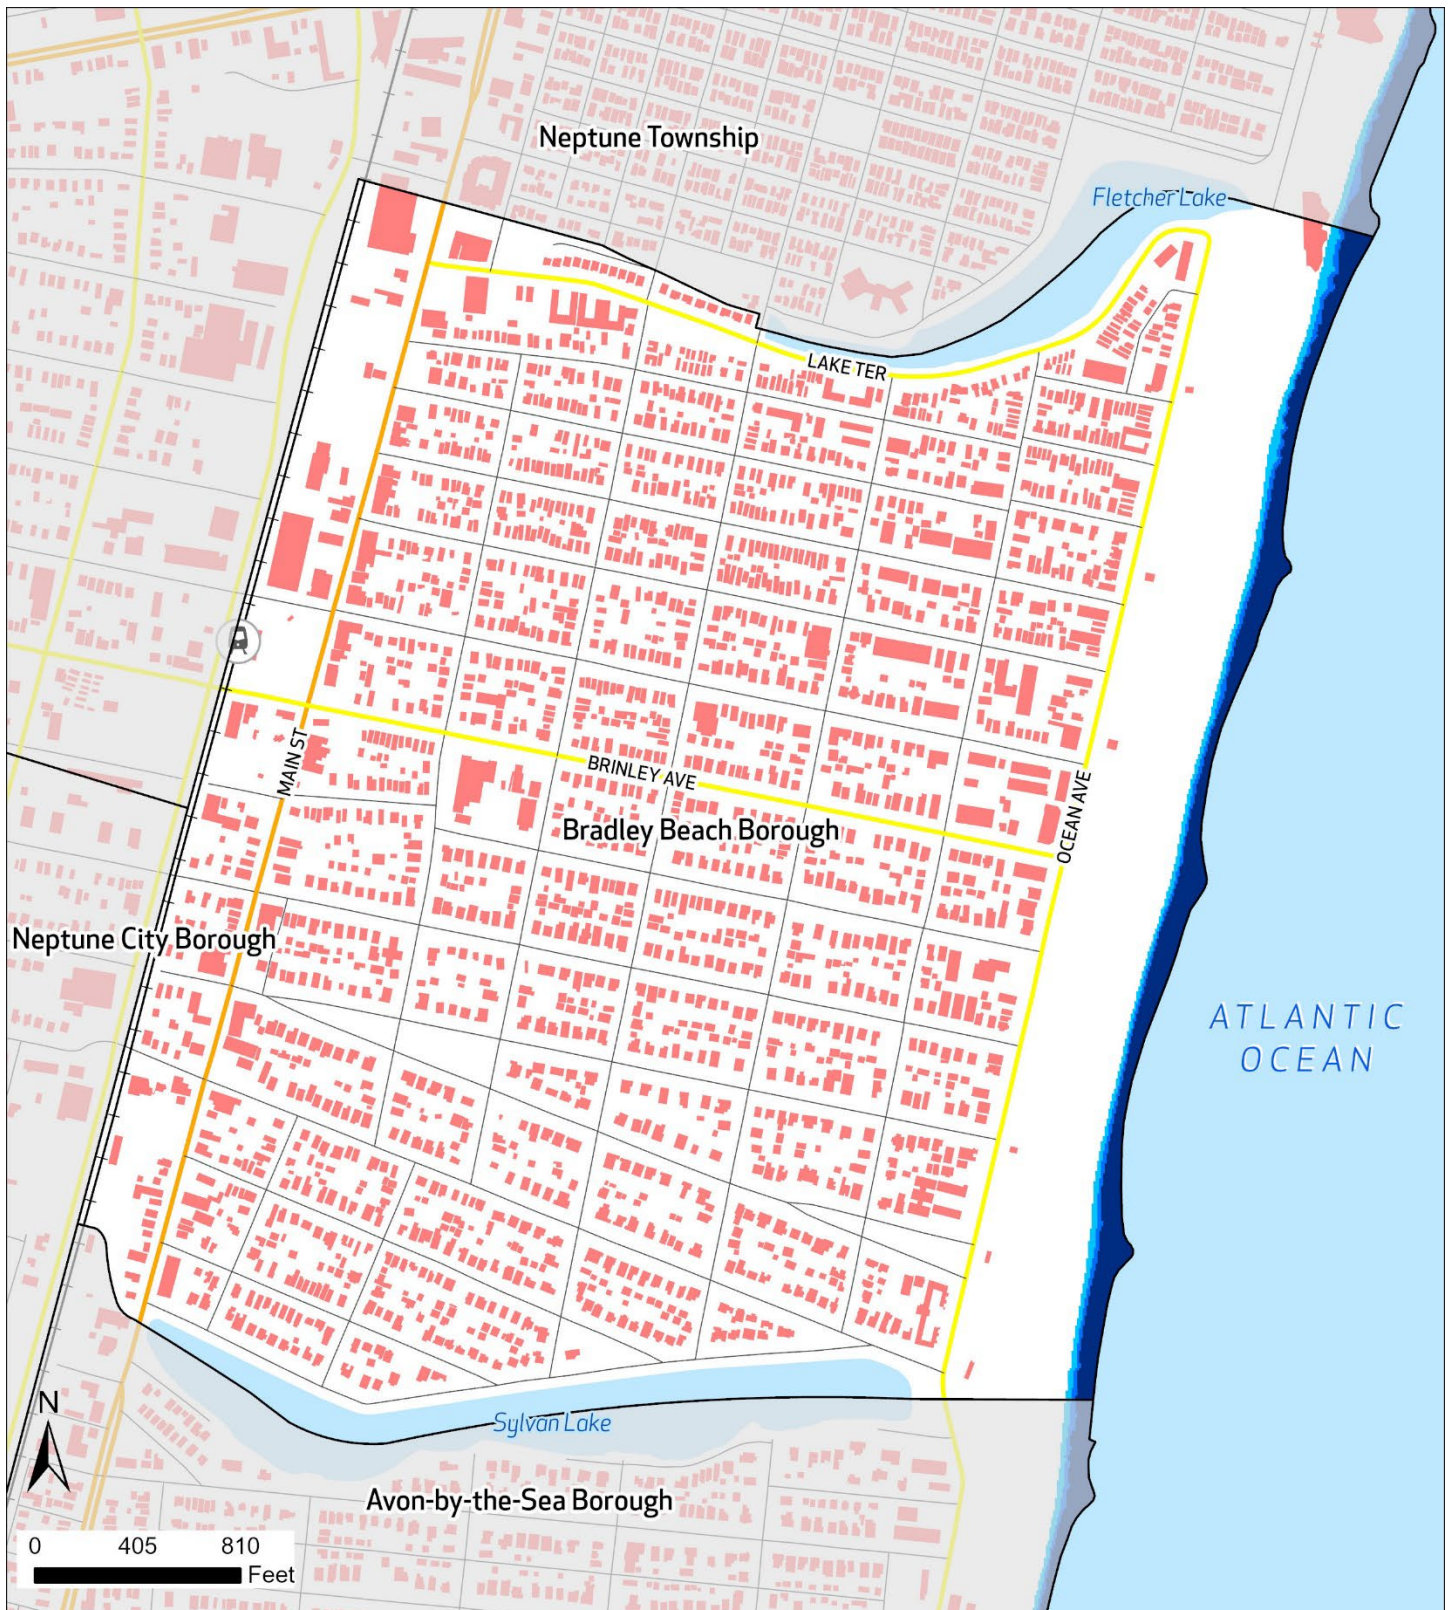 Neptune Township
Fletcher Lake
LAKE TER
MAIN ST
BRINLEY AVE
OCEAN AVE
Bradley Beach Borough
Neptune City Borough
ATLANTIC
OCEAN
N
Sylvan Lake
Avon-by-the-Sea Borough
0 405 810
Feet